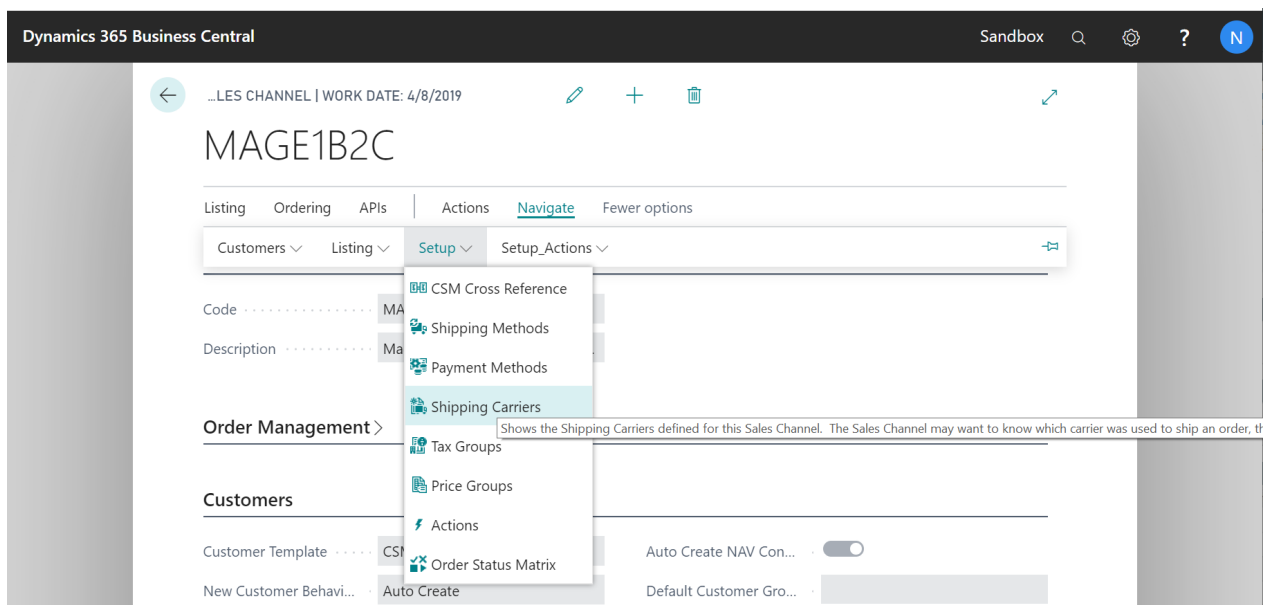 Dynamics 365 Business Central Sandbox ? N
...LES CHANNEL | WORK DATE: 4/8/2019
MAGE1B2C
Listing Ordering APIs Actions Navigate Fewer options
Customers Listing Setup Setup_Actions
CSM Cross Reference
Code MA
Shipping Methods
Description Ma
Payment Methods
Shipping Carriers
Order Management
Shows the Shipping Carriers defined for this Sales Channel. The Sales Channel may want to know which carrier was used to ship an order, th
Tax Groups
Price Groups
Customers
Actions
Customer Template CSM Auto Create NAV Con...
Order Status Matrix
New Customer Behavi... Auto Create Default Customer Gro...